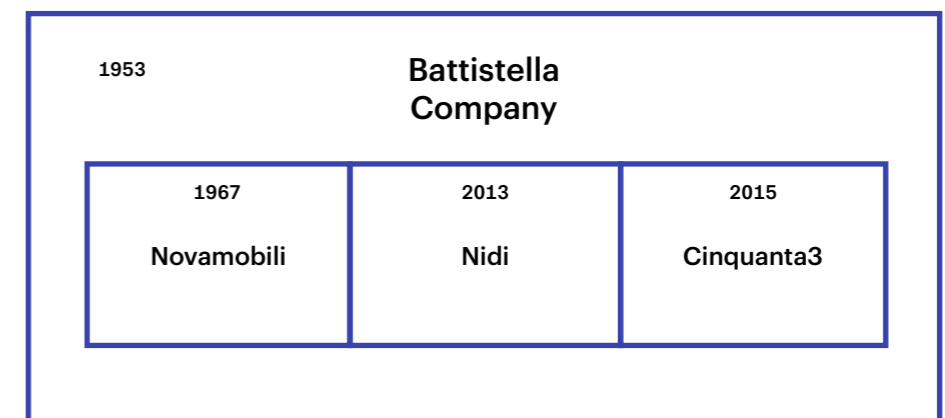 1953
Battistella
Company
1967
Novamobili
2013
Nidi
2015
Cinquanta3